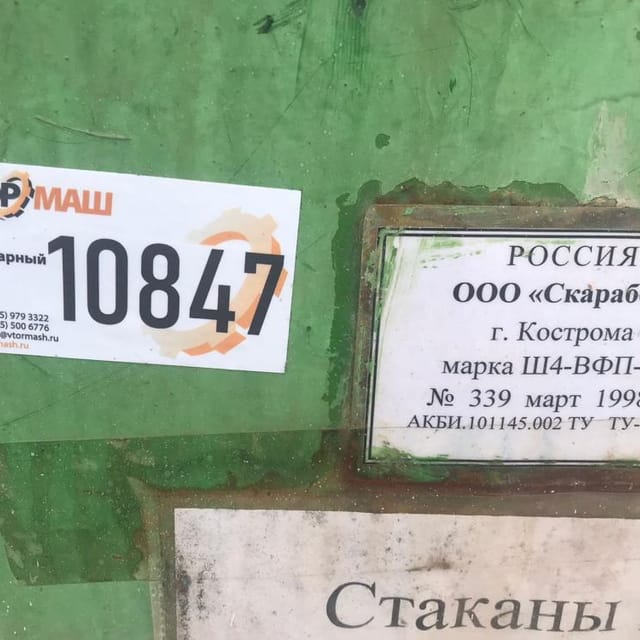 Р МАШ
арный 10847
5) 979 3322
5) 500 6776
@vtormash.ru
mash.ru
РОССИЯ
ООО «Скараб
г. Кострома
марка Ш4-ВФП-
№ 339 март 1998
АКБИ.101145.002 ТУ ТУ-
Стаканы